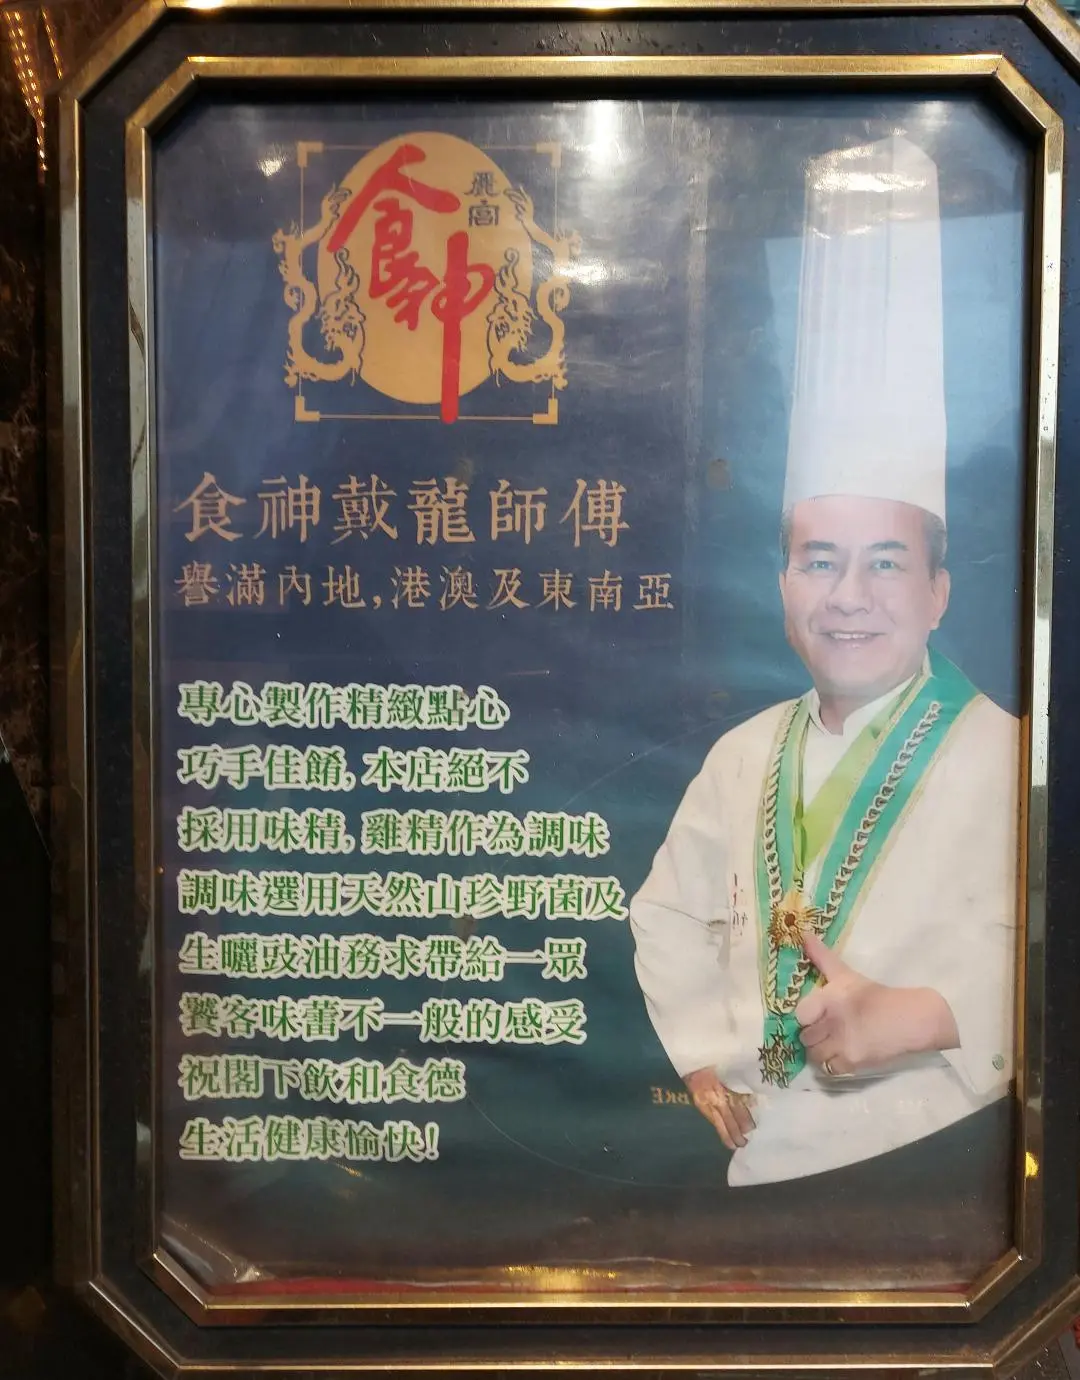 食神
麗宮
食神戴龍師傅
譽滿內地,港澳及東南亞
專心製作精緻點心
巧手佳餚,本店絕不
採用味精,雞精作為調味
調味選用天然山珍野菌及
生曬豉油務求帶給一眾
饕客味蕾不一般的感受
祝閣下飲和食德
生活健康愉快!